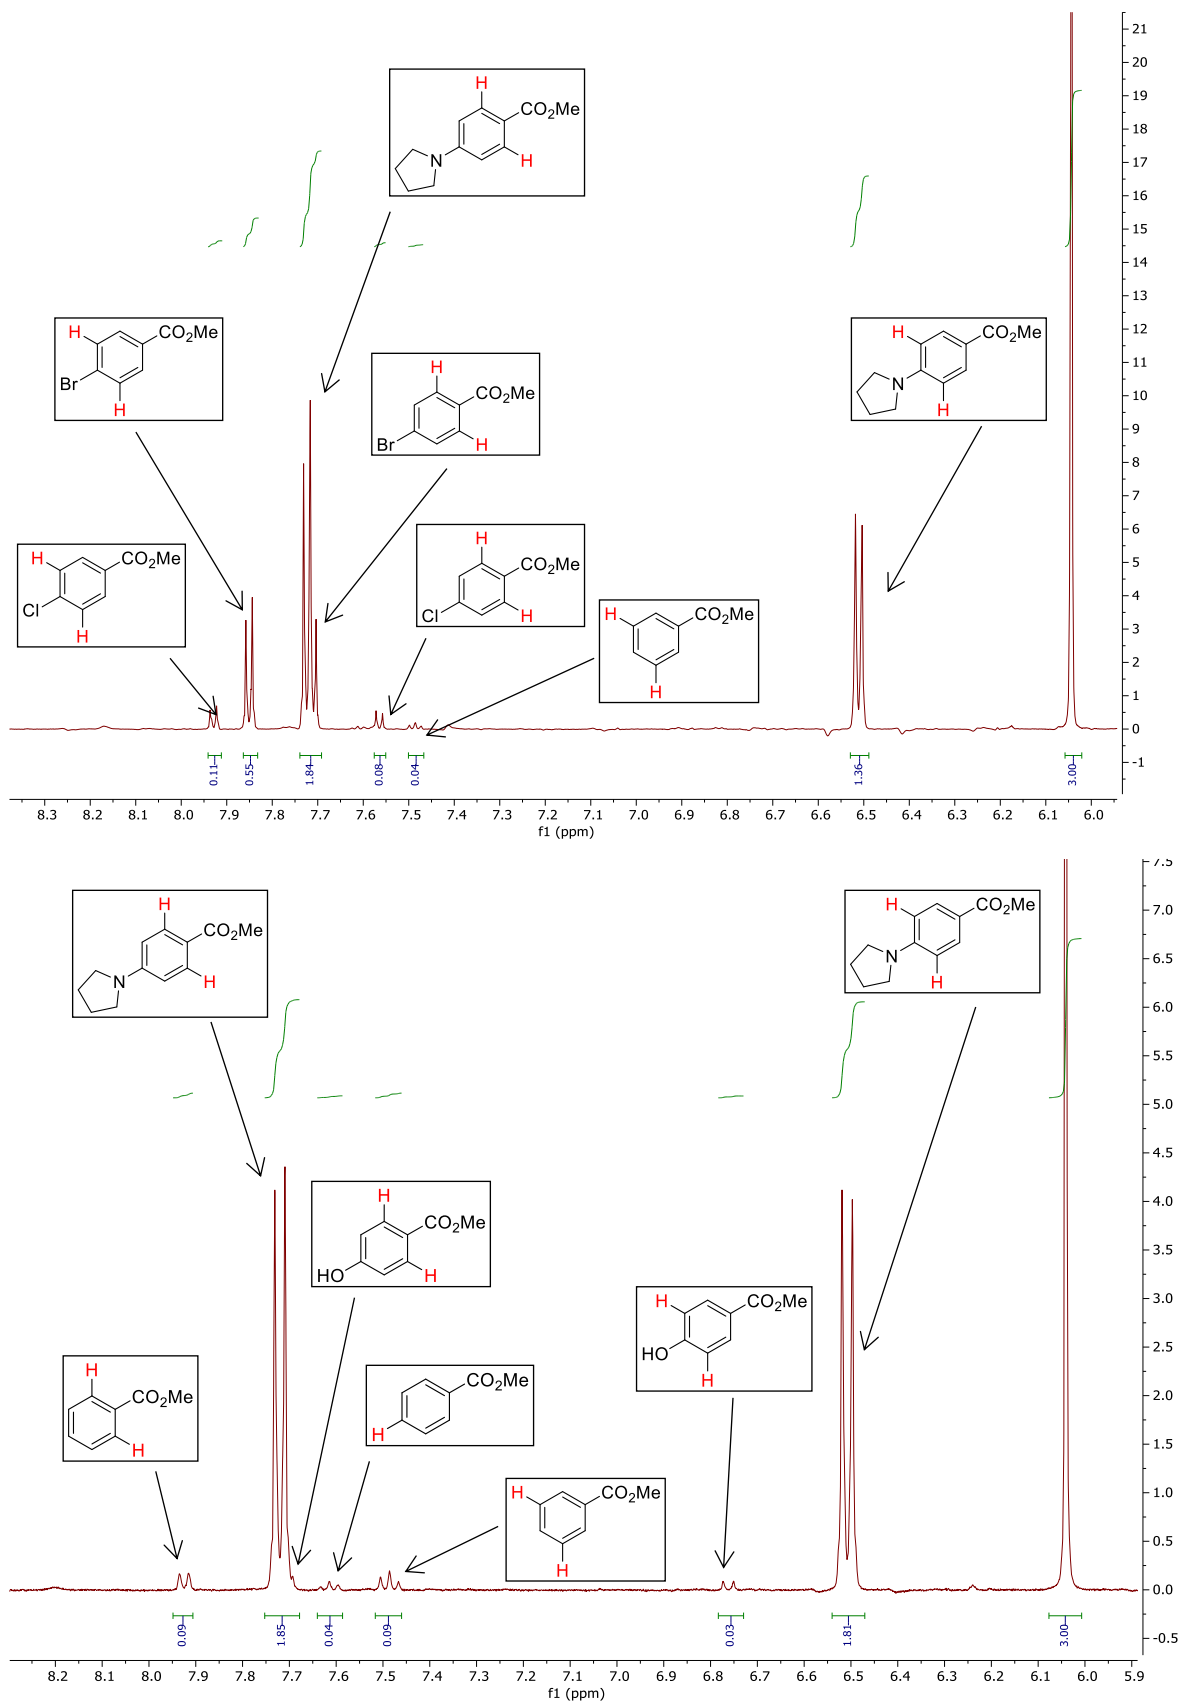 21
20
19
18
17
16
15
14
13
12
11
10
9
8
7
6
5
4
3
2
1
0
-1
H
CO2Me
N
H
H
CO2Me
Br
H
H
CO2Me
Br
H
H
CO2Me
N
H
H
CO2Me
Cl
H
H
CO2Me
Cl
H
H
CO2Me
H
0.11
0.55
1.84
0.08
0.04
1.36
3.00
8.3 8.2 8.1 8.0 7.9 7.8 7.7 7.6 7.5 7.4 7.3 7.2 7.1 7.0 6.9 6.8 6.7 6.6 6.5 6.4 6.3 6.2 6.1 6.0
f1 (ppm)
7.5
7.0
6.5
6.0
5.5
5.0
4.5
4.0
3.5
3.0
2.5
2.0
1.5
1.0
0.5
0.0
-0.5
H
CO2Me
N
H
H
CO2Me
N
H
H
CO2Me
HO
H
H
CO2Me
HO
H
H
CO2Me
H
CO2Me
H
H
CO2Me
H
0.09
1.85
0.04
0.09
0.03
1.81
3.00
8.2 8.1 8.0 7.9 7.8 7.7 7.6 7.5 7.4 7.3 7.2 7.1 7.0 6.9 6.8 6.7 6.6 6.5 6.4 6.3 6.2 6.1 6.0 5.9
f1 (ppm)